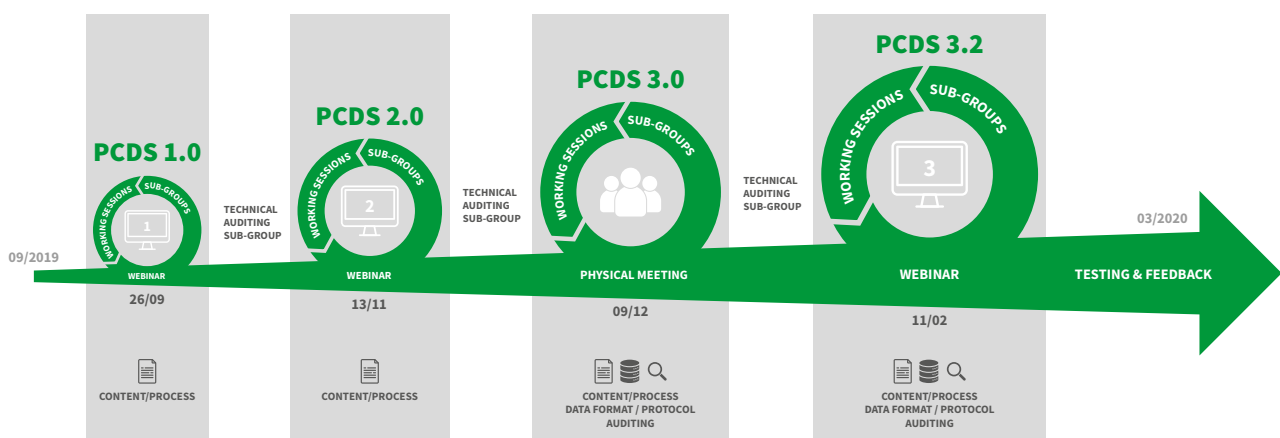 09/2019
PCDS 1.0
WORKING SESSIONS
SUB-GROUPS
1
WEBINAR
26/09
CONTENT/PROCESS
TECHNICAL
AUDITING
SUB-GROUP
PCDS 2.0
WORKING SESSIONS
SUB-GROUPS
2
WEBINAR
13/11
CONTENT/PROCESS
TECHNICAL
AUDITING
SUB-GROUP
PCDS 3.0
WORKING SESSIONS
SUB-GROUPS
PHYSICAL MEETING
09/12
CONTENT/PROCESS
DATA FORMAT / PROTOCOL
AUDITING
TECHNICAL
AUDITING
SUB-GROUP
PCDS 3.2
WORKING SESSIONS
SUB-GROUPS
3
WEBINAR
11/02
CONTENT/PROCESS
DATA FORMAT / PROTOCOL
AUDITING
03/2020
TESTING & FEEDBACK